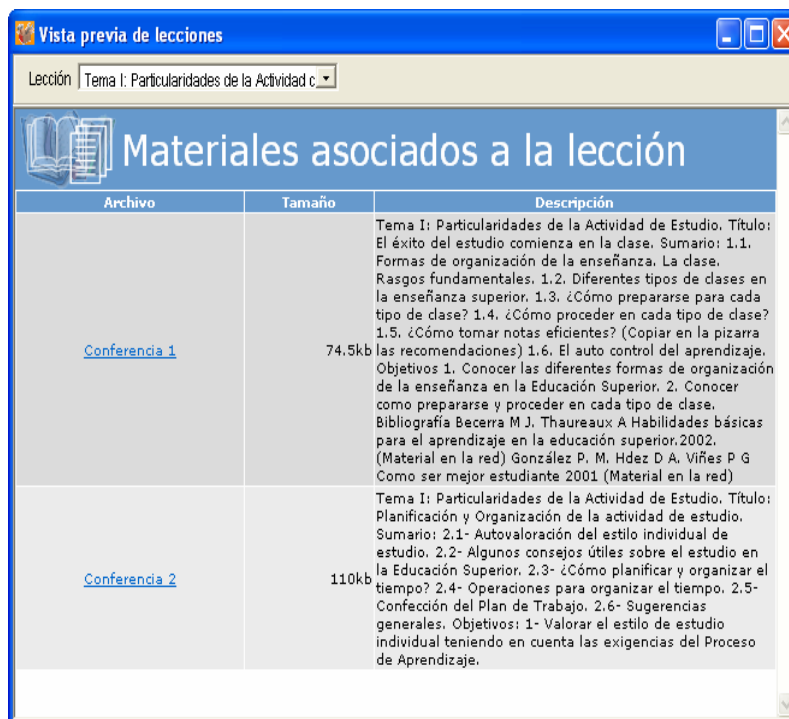 Vista previa de lecciones
Lección Tema I: Particularidades de la Actividad c
Materiales asociados a la lección
Archivo Tamaño Descripción
Conferencia 1
74.5kb
Tema I: Particularidades de la Actividad de Estudio. Título:
El éxito del estudio comienza en la clase. Sumario: 1.1.
Formas de organización de la enseñanza. La clase.
Rasgos fundamentales. 1.2. Diferentes tipos de clases en
la enseñanza superior. 1.3. ¿Cómo prepararse para cada
tipo de clase? 1.4. ¿Cómo proceder en cada tipo de clase?
1.5. ¿Cómo tomar notas eficientes? (Copiar en la pizarra
las recomendaciones) 1.6. El auto control del aprendizaje.
Objetivos 1. Conocer las diferentes formas de organización
de la enseñanza en la Educación Superior. 2. Conocer
como prepararse y proceder en cada tipo de clase.
Bibliografía Becerra M J. Thaureaux A Habilidades básicas
para el aprendizaje en la educación superior.2002.
(Material en la red) González P. M. Hdez D A. Viñes P G
Como ser mejor estudiante 2001 (Material en la red)
Conferencia 2
110kb
Tema I: Particularidades de la Actividad de Estudio. Título:
Planificación y Organización de la actividad de estudio.
Sumario: 2.1- Autovaloración del estilo individual de
estudio. 2.2- Algunos consejos útiles sobre el estudio en
la Educación Superior. 2.3- ¿Cómo planificar y organizar el
tiempo? 2.4- Operaciones para organizar el tiempo. 2.5-
Confección del Plan de Trabajo. 2.6- Sugerencias
generales. Objetivos: 1- Valorar el estilo de estudio
individual teniendo en cuenta las exigencias del Proceso
de Aprendizaje.